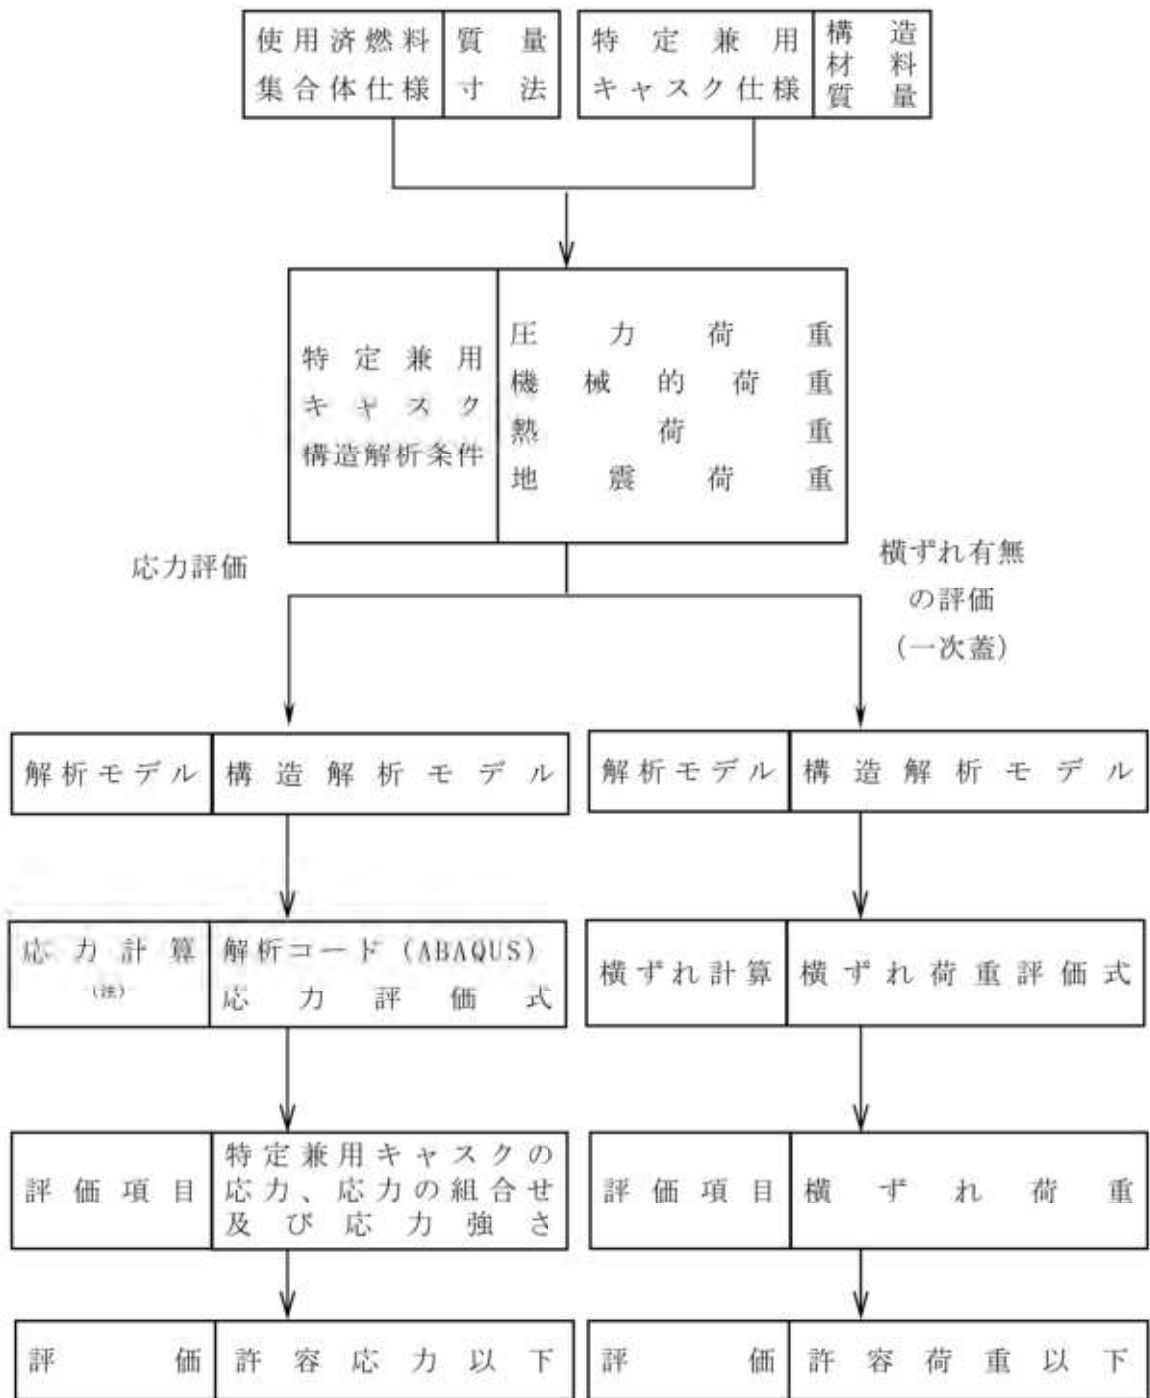 使用済燃料
集合体仕様
質量
寸法
特定兼用
キャスク仕様
構造
材料
質量
特定兼用
キャスク
構造解析条件
圧力荷重
機械的荷重
熱荷重
地震荷重
応力評価
横ずれ有無
の評価
(一次蓋)
解析モデル
構造解析モデル
解析モデル
構造解析モデル
応力計算
(注)
解析コード(ABAQUS)
応力評価式
横ずれ計算
横ずれ荷重評価式
評価項目
特定兼用キャスクの
応力、応力の組合せ
及び応力強さ
評価項目
横ずれ荷重
評価
許容応力以下
評価
許容荷重以下